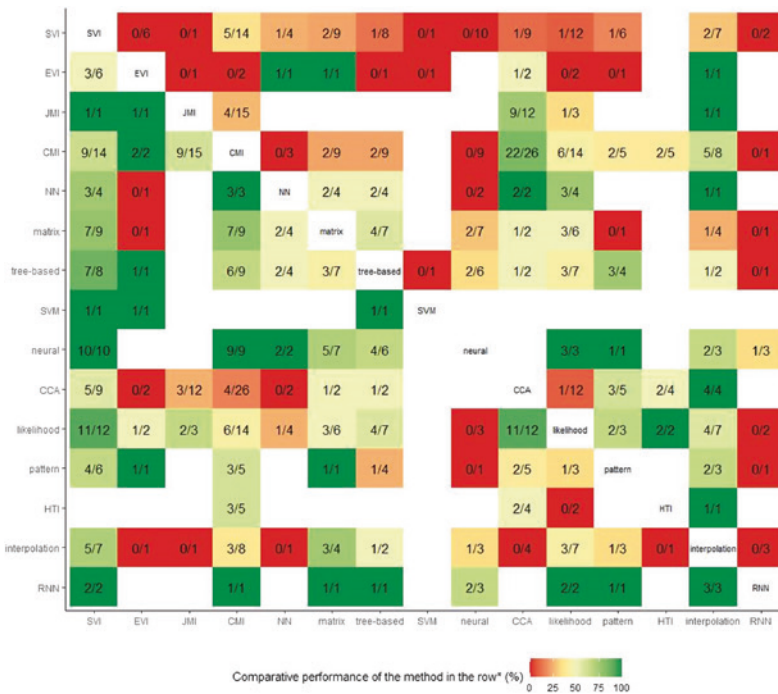 SVI SVI 0/6 0/1 5/14 1/4 2/9 1/8 0/1 0/10 1/9 1/12 1/6 2/7 0/2
EVI 3/6 EVI 0/1 0/2 1/1 1/1 0/1 0/1 1/2 0/2 0/1 1/1
JMI 1/1 1/1 JMI 4/15 9/12 1/3 1/1
CMI 9/14 2/2 9/15 CMI 0/3 2/9 2/9 0/9 22/26 6/14 2/5 2/5 5/8 0/1
NN 3/4 0/1 3/3 NN 2/4 2/4 0/2 2/2 3/4 1/1
matrix 7/9 0/1 7/9 2/4 matrix 4/7 2/7 1/2 3/6 0/1 1/4 0/1
tree-based 7/8 1/1 6/9 2/4 3/7 tree-based 0/1 2/6 1/2 3/7 3/4 1/2 0/1
SVM 1/1 1/1 1/1 SVM
neural 10/10 9/9 2/2 5/7 4/6 neural 3/3 1/1 2/3 1/3
CCA 5/9 0/2 3/12 4/26 0/2 1/2 1/2 CCA 1/12 3/5 2/4 4/4
likelihood 11/12 1/2 2/3 6/14 1/4 3/6 4/7 0/3 11/12 likelihood 2/3 2/2 4/7 0/2
pattern 4/6 1/1 3/5 1/1 1/4 0/1 2/5 1/3 pattern 2/3 0/1
HTI 3/5 2/4 0/2 HTI 1/1
interpolation 5/7 0/1 0/1 3/8 0/1 3/4 1/2 1/3 0/4 3/7 1/3 0/1 interpolation 0/3
RNN 2/2 1/1 1/1 1/1 2/3 2/2 1/1 3/3 RNN
SVI EVI JMI CMI NN matrix tree-based SVM neural CCA likelihood pattern HTI interpolation RNN
Comparative performance of the method in the row* (%)
0 25 50 75 100